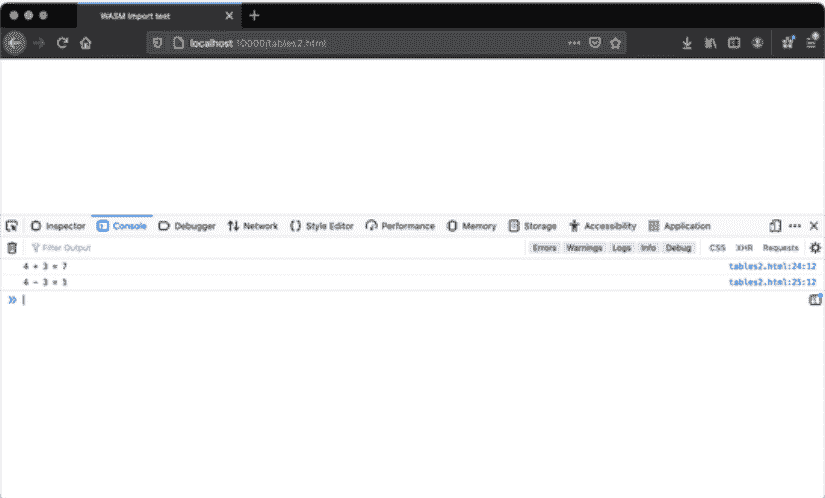 WASM Import test
localhost:10000/tables2.html
Inspector Console Debugger Network Style Editor Performance Memory Storage Accessibility Application
Filter Output Errors Warnings Logs Info Debug CSS XHR Requests
4 + 3 = 7 tables2.html:24:12
4 - 3 = 1 tables2.html:25:12